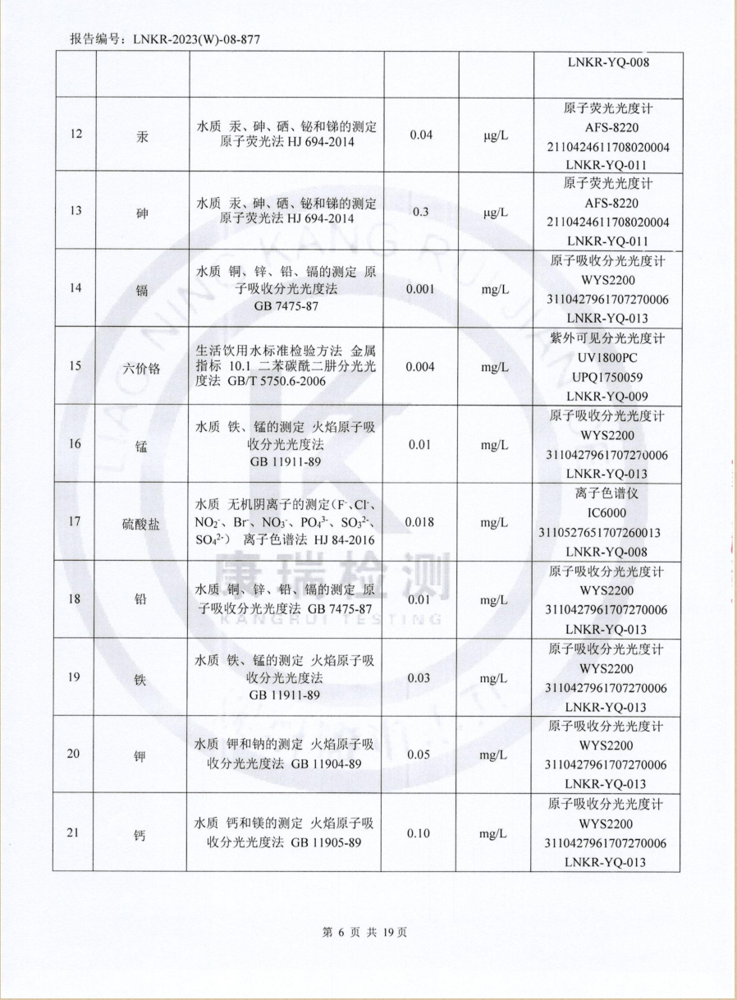 报告编号：LNKR-2023(W)-08-877
LNKR-YQ-008
12
汞
水质 汞、砷、硒、铋和锑的测定
原子荧光法 HJ 694-2014
0.04
μg/L
原子荧光光度计
AFS-8220
2110424611708020004
LNKR-YQ-011
13
砷
水质 汞、砷、硒、铋和锑的测定
原子荧光法 HJ 694-2014
0.3
μg/L
原子荧光光度计
AFS-8220
2110424611708020004
LNKR-YQ-011
14
镉
水质 铜、锌、铅、镉的测定 原
子吸收分光光度法
GB 7475-87
0.001
mg/L
原子吸收分光光度计
WYS2200
3110427961707270006
LNKR-YQ-013
15
六价铬
生活饮用水标准检验方法 金属
指标 10.1 二苯碳酰二肼分光光
度法 GB/T 5750.6-2006
0.004
mg/L
紫外可见分光光度计
UV1800PC
UPQ1750059
LNKR-YQ-009
16
锰
水质 铁、锰的测定 火焰原子吸
收分光光度法
GB 11911-89
0.01
mg/L
原子吸收分光光度计
WYS2200
3110427961707270006
LNKR-YQ-013
17
硫酸盐
水质 无机阴离子的测定（F⁻、Cl⁻、
NO₂⁻、Br⁻、NO₃⁻、PO₄³⁻、SO₃²⁻、
SO₄²⁻） 离子色谱法 HJ 84-2016
0.018
mg/L
离子色谱仪
IC6000
3110527651707260013
LNKR-YQ-008
18
铅
水质 铜、锌、铅、镉的测定 原
子吸收分光光度法 GB 7475-87
0.01
mg/L
原子吸收分光光度计
WYS2200
3110427961707270006
LNKR-YQ-013
康瑞检测
KANGRUI TESTING
19
铁
水质 铁、锰的测定 火焰原子吸
收分光光度法
GB 11911-89
0.03
mg/L
原子吸收分光光度计
WYS2200
3110427961707270006
LNKR-YQ-013
20
钾
水质 钾和钠的测定 火焰原子吸
收分光光度法 GB 11904-89
0.05
mg/L
原子吸收分光光度计
WYS2200
3110427961707270006
LNKR-YQ-013
21
钙
水质 钙和镁的测定 火焰原子吸
收分光光度法 GB 11905-89
0.10
mg/L
原子吸收分光光度计
WYS2200
3110427961707270006
LNKR-YQ-013
第 6 页 共 19 页